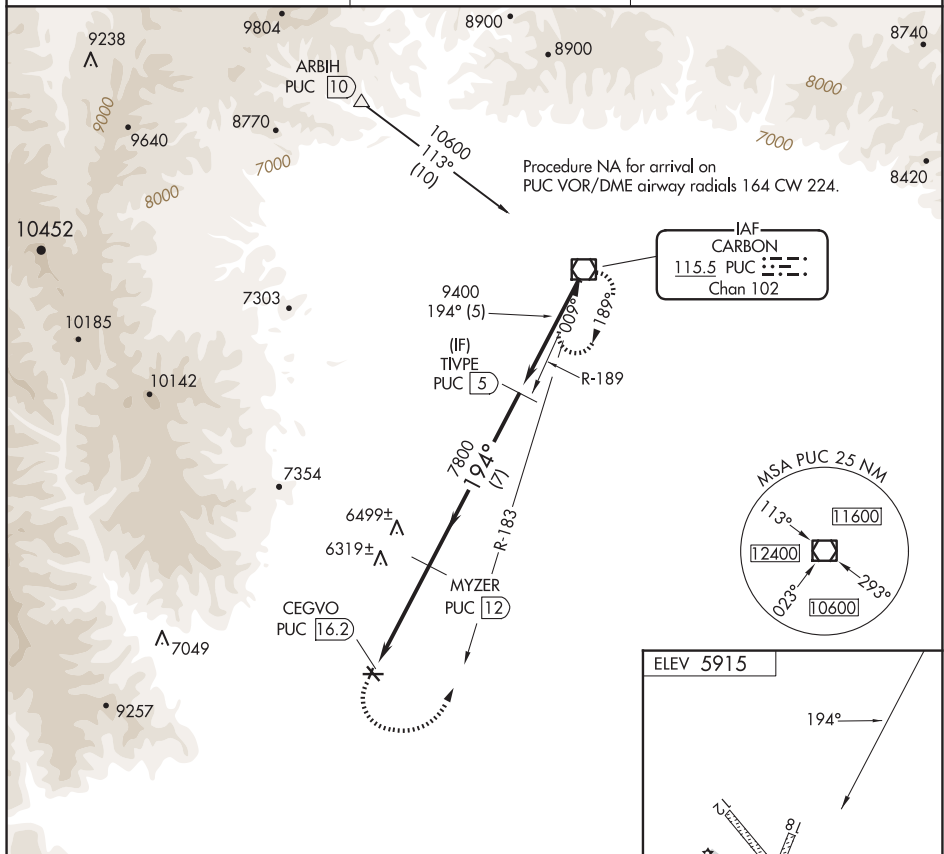 9238
9804
8900
8900
8740
ARBIH
PUC 10
9000
8000
9640
8770
7000
10600
113°
(10)
7000
8420
8000
Procedure NA for arrival on
PUC VOR/DME airway radials 164 CW 224.
10452
IAF
CARBON
115.5 PUC
Chan 102
7303
9400
194° (5)
009°
189°
10185
(IF)
TIVPE
PUC 5
R-189
10142
7800
194°
(7)
7354
MSA PUC 25 NM
113°
11600
12400
293°
023°
10600
6499±
6319±
R-183
MYZER
PUC 12
CEGVO
PUC 16.2
7049
9257
ELEV 5915
194°
12
18